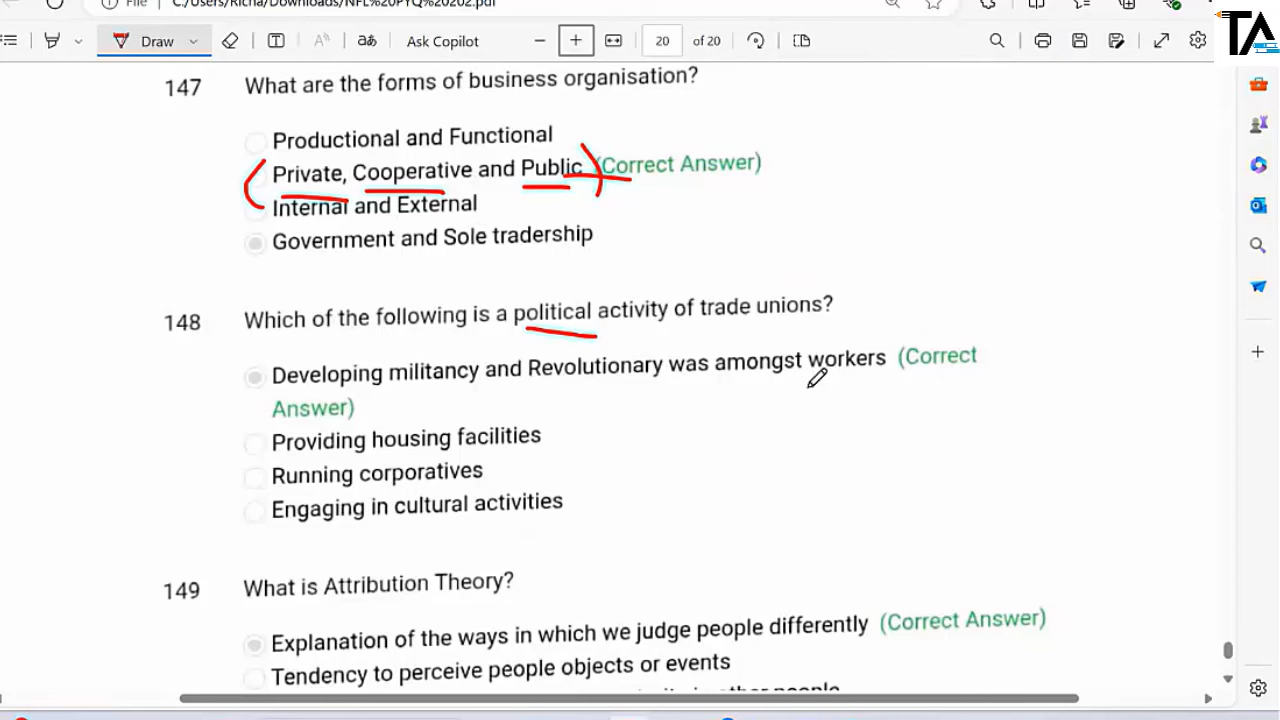 File C:/Users/Richa/Downloads/NFL%20PYQ%20202.pdf
Draw Ask Copilot 20 of 20
TA
147 What are the forms of business organisation?
Productional and Functional
Private, Cooperative and Public (Correct Answer)
Internal and External
Government and Sole tradership
148 Which of the following is a political activity of trade unions?
Developing militancy and Revolutionary was amongst workers (Correct
Answer)
Providing housing facilities
Running corporatives
Engaging in cultural activities
149 What is Attribution Theory?
Explanation of the ways in which we judge people differently (Correct Answer)
Tendency to perceive people objects or events
in other people